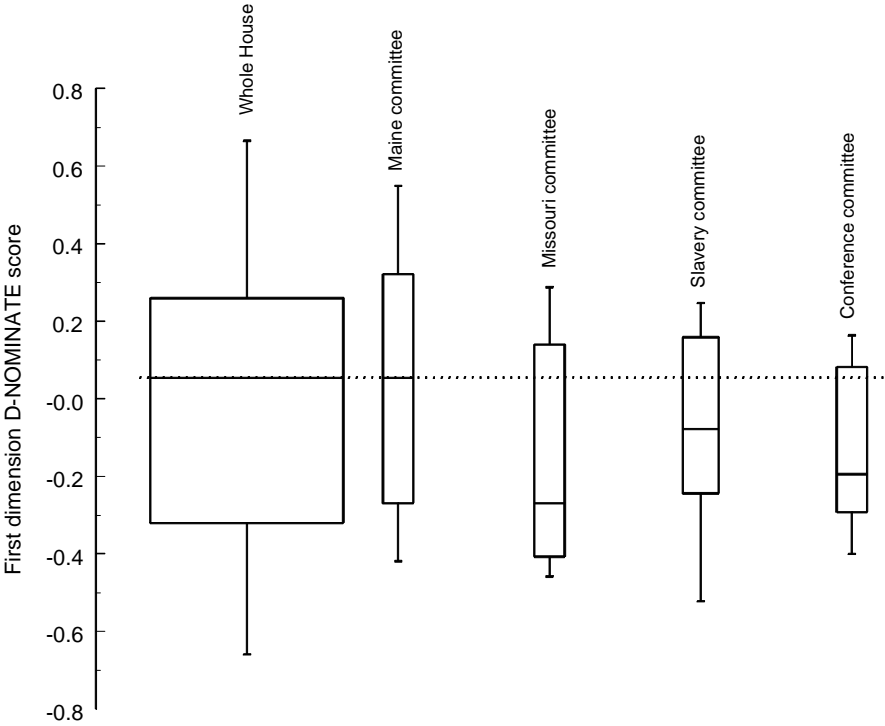 Whole House
Maine committee
Missouri committee
Slavery committee
Conference committee
First dimension D-NOMINATE score
0.8
0.6
0.4
0.2
-0.0
-0.2
-0.4
-0.6
-0.8